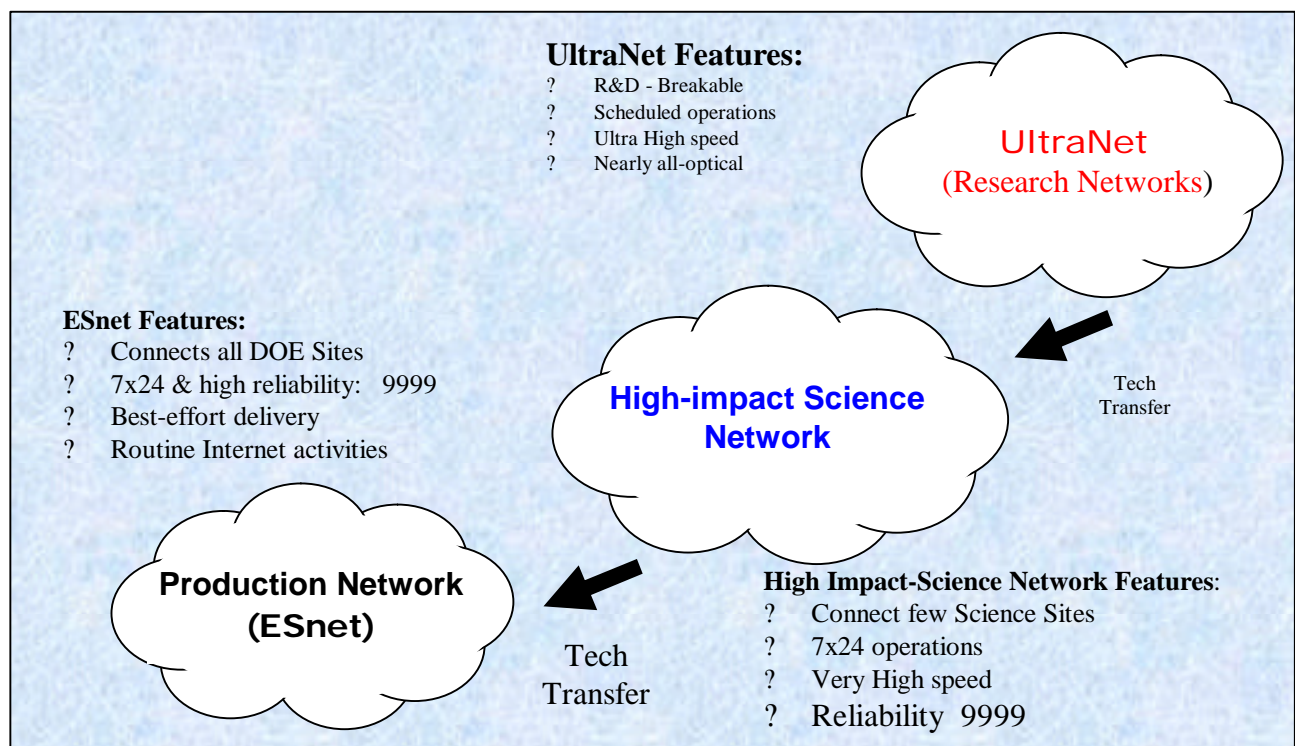 UltraNet Features:
? R&D - Breakable
? Scheduled operations
? Ultra High speed
? Nearly all-optical
UltraNet
(Research Networks)
ESnet Features:
? Connects all DOE Sites
? 7x24 & high reliability: 9999
? Best-effort delivery
? Routine Internet activities
High-impact Science
Network
Tech
Transfer
Production Network
(ESnet)
Tech
Transfer
High Impact-Science Network Features:
? Connect few Science Sites
? 7x24 operations
? Very High speed
? Reliability 9999